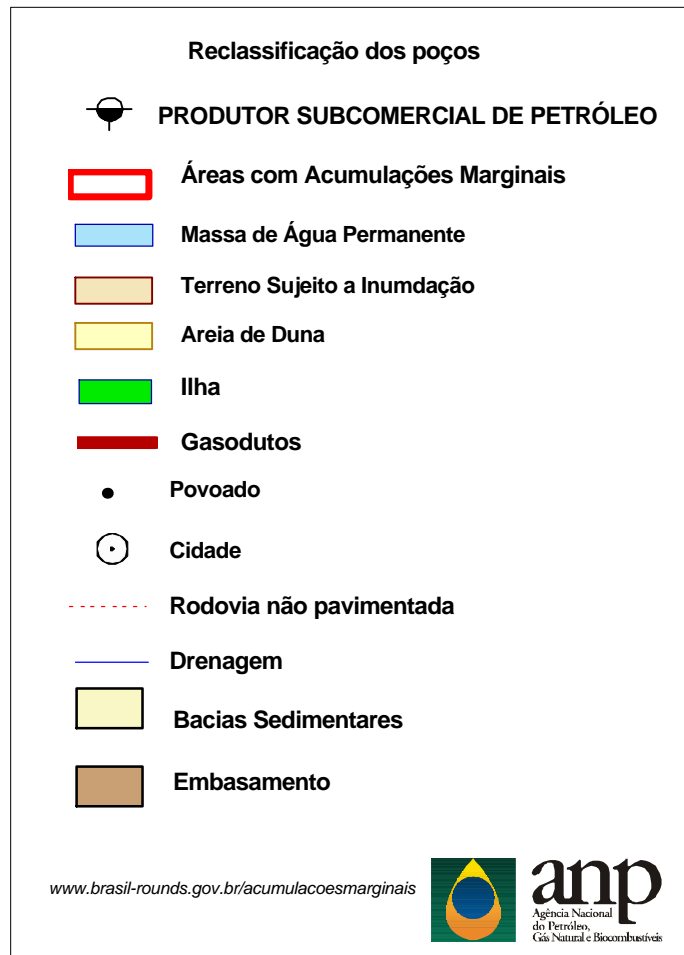 Reclassificação dos poços
PRODUTOR SUBCOMERCIAL DE PETRÓLEO
Áreas com Acumulações Marginais
Massa de Água Permanente
Terreno Sujeito a Inumdação
Areia de Duna
Ilha
Gasodutos
Povoado
Cidade
Rodovia não pavimentada
Drenagem
Bacias Sedimentares
Embasamento
www.brasil-rounds.gov.br/acumulacoesmarginais
anp
Agência Nacional
do Petróleo,
Gás Natural e Biocombustíveis